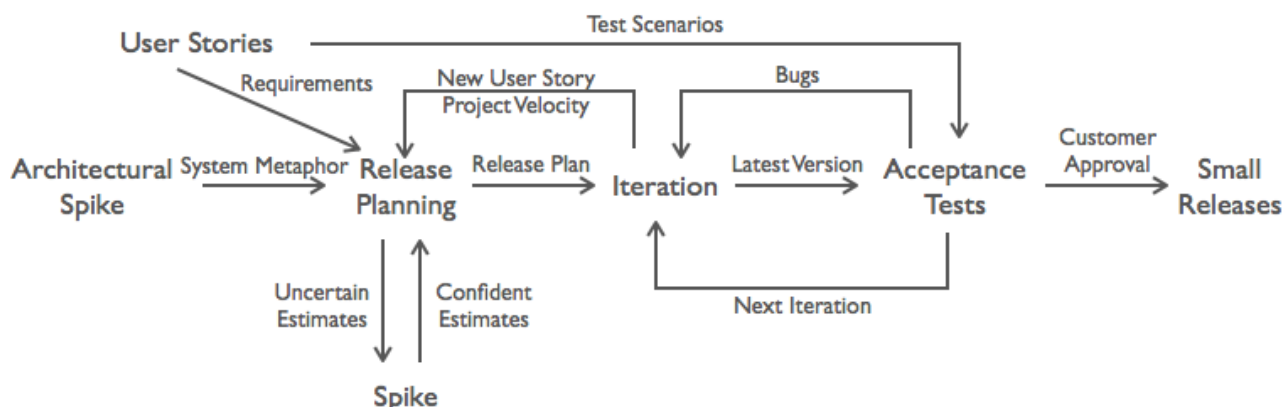 Test Scenarios
User Stories
Requirements
New User Story
Project Velocity
Bugs
Architectural
Spike
System Metaphor
Release
Planning
Release Plan
Iteration
Latest Version
Acceptance
Tests
Customer
Approval
Small
Releases
Uncertain
Estimates
Confident
Estimates
Next Iteration
Spike